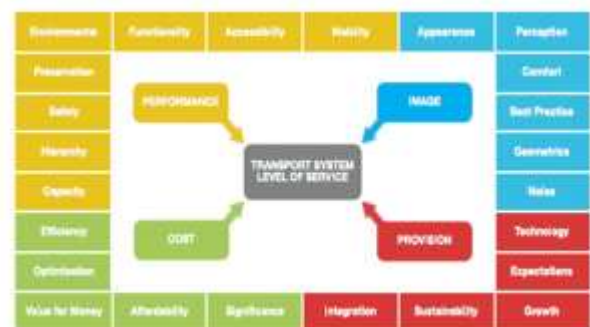 Environments Functionality Accessibility Mobility Appearance Perception
Preservation
Comfort
PERFORMANCE
IMAGE
Safety
Best Practice
Hierarchy
Geometrics
TRANSPORT SYSTEM
LEVEL OF SERVICE
Capacity
Noise
Efficiency
Technology
COST
PROVISION
Optimisation
Expectations
Value for Money Affordability Significance Integration Sustainability Growth